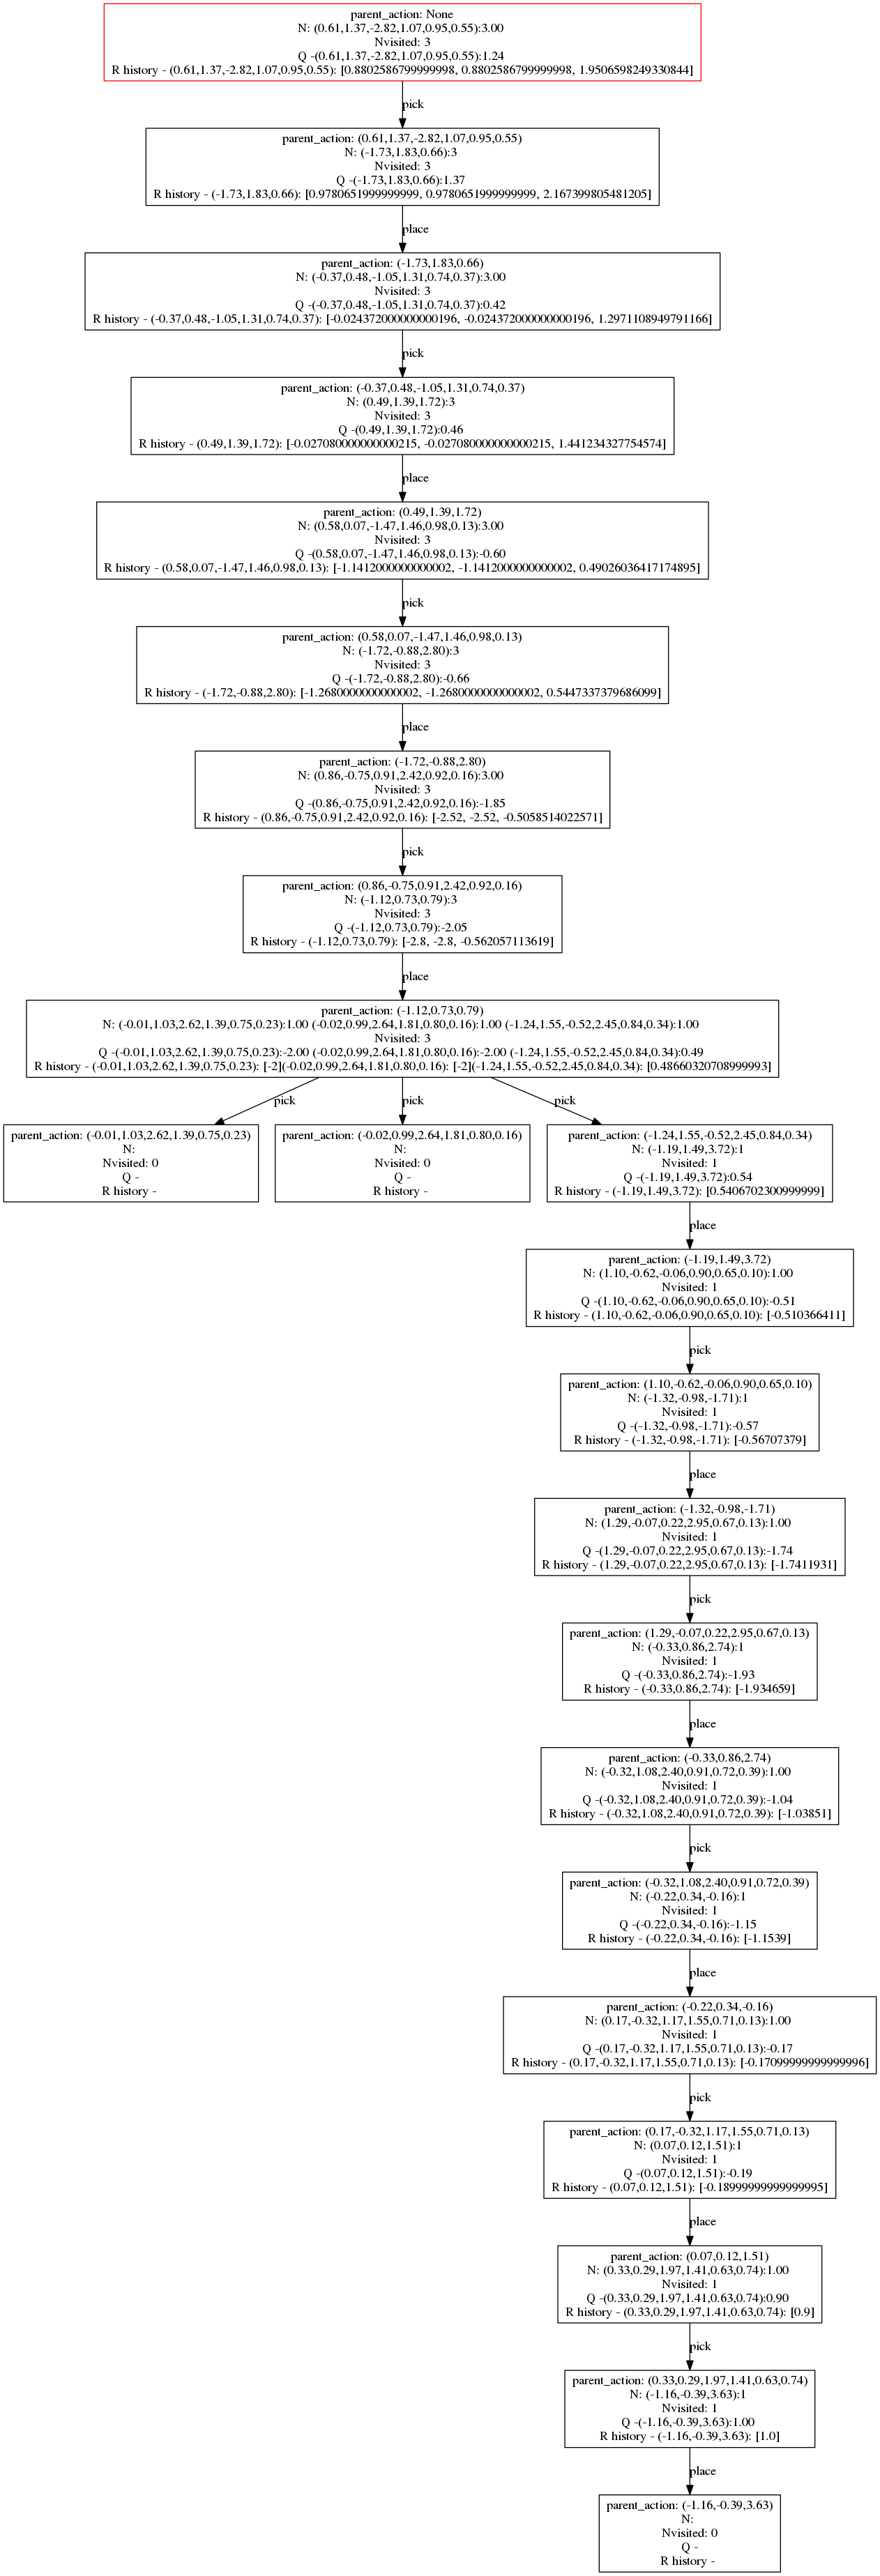 parent_action: None
N: (0.61,1.37,-2.82,1.07,0.95,0.55):3.00
Nvisited: 3
Q -(0.61,1.37,-2.82,1.07,0.95,0.55):1.24
R history - (0.61,1.37,-2.82,1.07,0.95,0.55): [0.8802586799999998, 0.8802586799999998, 1.9506598249330844]
pick
parent_action: (0.61,1.37,-2.82,1.07,0.95,0.55)
N: (-1.73,1.83,0.66):3
Nvisited: 3
Q -(-1.73,1.83,0.66):1.37
R history - (-1.73,1.83,0.66): [0.9780651999999999, 0.9780651999999999, 2.167399805481205]
place
parent_action: (-1.73,1.83,0.66)
N: (-0.37,0.48,-1.05,1.31,0.74,0.37):3.00
Nvisited: 3
Q -(-0.37,0.48,-1.05,1.31,0.74,0.37):0.42
R history - (-0.37,0.48,-1.05,1.31,0.74,0.37): [-0.024372000000000196, -0.024372000000000196, 1.2971108949791166]
pick
parent_action: (-0.37,0.48,-1.05,1.31,0.74,0.37)
N: (0.49,1.39,1.72):3
Nvisited: 3
Q -(0.49,1.39,1.72):0.46
R history - (0.49,1.39,1.72): [-0.027080000000000215, -0.027080000000000215, 1.441234327754574]
place
parent_action: (0.49,1.39,1.72)
N: (0.58,0.07,-1.47,1.46,0.98,0.13):3.00
Nvisited: 3
Q -(0.58,0.07,-1.47,1.46,0.98,0.13):-0.60
R history - (0.58,0.07,-1.47,1.46,0.98,0.13): [-1.1412000000000002, -1.1412000000000002, 0.49026036417174895]
pick
parent_action: (0.58,0.07,-1.47,1.46,0.98,0.13)
N: (-1.72,-0.88,2.80):3
Nvisited: 3
Q -(-1.72,-0.88,2.80):-0.66
R history - (-1.72,-0.88,2.80): [-1.2680000000000002, -1.2680000000000002, 0.5447337379686099]
place
parent_action: (-1.72,-0.88,2.80)
N: (0.86,-0.75,0.91,2.42,0.92,0.16):3.00
Nvisited: 3
Q -(0.86,-0.75,0.91,2.42,0.92,0.16):-1.85
R history - (0.86,-0.75,0.91,2.42,0.92,0.16): [-2.52, -2.52, -0.5058514022571]
pick
parent_action: (0.86,-0.75,0.91,2.42,0.92,0.16)
N: (-1.12,0.73,0.79):3
Nvisited: 3
Q -(-1.12,0.73,0.79):-2.05
R history - (-1.12,0.73,0.79): [-2.8, -2.8, -0.562057113619]
place
parent_action: (-1.12,0.73,0.79)
N: (-0.01,1.03,2.62,1.39,0.75,0.23):1.00 (-0.02,0.99,2.64,1.81,0.80,0.16):1.00 (-1.24,1.55,-0.52,2.45,0.84,0.34):1.00
Nvisited: 3
Q -(-0.01,1.03,2.62,1.39,0.75,0.23):-2.00 (-0.02,0.99,2.64,1.81,0.80,0.16):-2.00 (-1.24,1.55,-0.52,2.45,0.84,0.34):0.49
R history - (-0.01,1.03,2.62,1.39,0.75,0.23): [-2](-0.02,0.99,2.64,1.81,0.80,0.16): [-2](-1.24,1.55,-0.52,2.45,0.84,0.34): [0.48660320708999993]
pick
pick
pick
parent_action: (-0.01,1.03,2.62,1.39,0.75,0.23)
N:
Nvisited: 0
Q -
R history -
parent_action: (-0.02,0.99,2.64,1.81,0.80,0.16)
N:
Nvisited: 0
Q -
R history -
parent_action: (-1.24,1.55,-0.52,2.45,0.84,0.34)
N: (-1.19,1.49,3.72):1
Nvisited: 1
Q -(-1.19,1.49,3.72):0.54
R history - (-1.19,1.49,3.72): [0.5406702300999999]
place
parent_action: (-1.19,1.49,3.72)
N: (1.10,-0.62,-0.06,0.90,0.65,0.10):1.00
Nvisited: 1
Q -(1.10,-0.62,-0.06,0.90,0.65,0.10):-0.51
R history - (1.10,-0.62,-0.06,0.90,0.65,0.10): [-0.510366411]
pick
parent_action: (1.10,-0.62,-0.06,0.90,0.65,0.10)
N: (-1.32,-0.98,-1.71):1
Nvisited: 1
Q -(-1.32,-0.98,-1.71):-0.57
R history - (-1.32,-0.98,-1.71): [-0.56707379]
place
parent_action: (-1.32,-0.98,-1.71)
N: (1.29,-0.07,0.22,2.95,0.67,0.13):1.00
Nvisited: 1
Q -(1.29,-0.07,0.22,2.95,0.67,0.13):-1.74
R history - (1.29,-0.07,0.22,2.95,0.67,0.13): [-1.7411931]
pick
parent_action: (1.29,-0.07,0.22,2.95,0.67,0.13)
N: (-0.33,0.86,2.74):1
Nvisited: 1
Q -(-0.33,0.86,2.74):-1.93
R history - (-0.33,0.86,2.74): [-1.934659]
place
parent_action: (-0.33,0.86,2.74)
N: (-0.32,1.08,2.40,0.91,0.72,0.39):1.00
Nvisited: 1
Q -(-0.32,1.08,2.40,0.91,0.72,0.39):-1.04
R history - (-0.32,1.08,2.40,0.91,0.72,0.39): [-1.03851]
pick
parent_action: (-0.32,1.08,2.40,0.91,0.72,0.39)
N: (-0.22,0.34,-0.16):1
Nvisited: 1
Q -(-0.22,0.34,-0.16):-1.15
R history - (-0.22,0.34,-0.16): [-1.1539]
place
parent_action: (-0.22,0.34,-0.16)
N: (0.17,-0.32,1.17,1.55,0.71,0.13):1.00
Nvisited: 1
Q -(0.17,-0.32,1.17,1.55,0.71,0.13):-0.17
R history - (0.17,-0.32,1.17,1.55,0.71,0.13): [-0.17099999999999996]
pick
parent_action: (0.17,-0.32,1.17,1.55,0.71,0.13)
N: (0.07,0.12,1.51):1
Nvisited: 1
Q -(0.07,0.12,1.51):-0.19
R history - (0.07,0.12,1.51): [-0.18999999999999995]
place
parent_action: (0.07,0.12,1.51)
N: (0.33,0.29,1.97,1.41,0.63,0.74):1.00
Nvisited: 1
Q -(0.33,0.29,1.97,1.41,0.63,0.74):0.90
R history - (0.33,0.29,1.97,1.41,0.63,0.74): [0.9]
pick
parent_action: (0.33,0.29,1.97,1.41,0.63,0.74)
N: (-1.16,-0.39,3.63):1
Nvisited: 1
Q -(-1.16,-0.39,3.63):1.00
R history - (-1.16,-0.39,3.63): [1.0]
place
parent_action: (-1.16,-0.39,3.63)
N:
Nvisited: 0
Q -
R history -